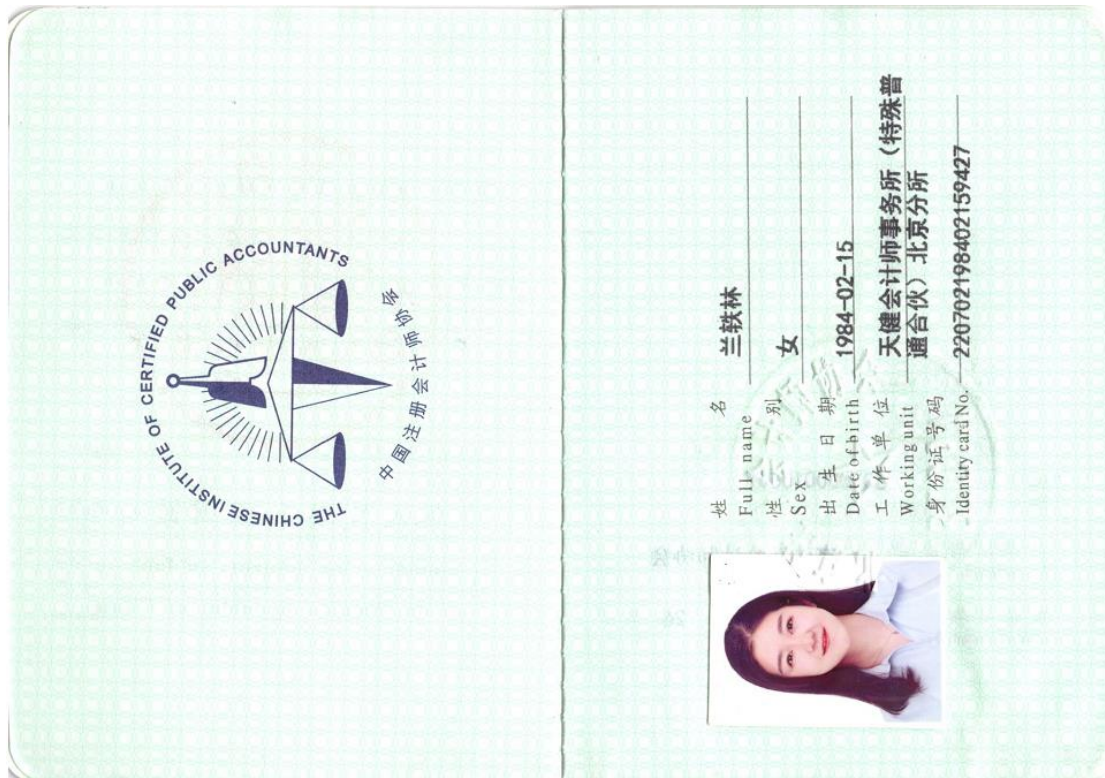 THE CHINESE INSTITUTE OF CERTIFIED PUBLIC ACCOUNTANTS
中国注册会计师协会
姓名 兰轶林
Full name
性别 女
Sex
出生日期 1984-02-15
Date of birth
工作单位 天健会计师事务所（特殊普
Working unit 通合伙）北京分所
身份证号码
Identity card No. 220702198402159427